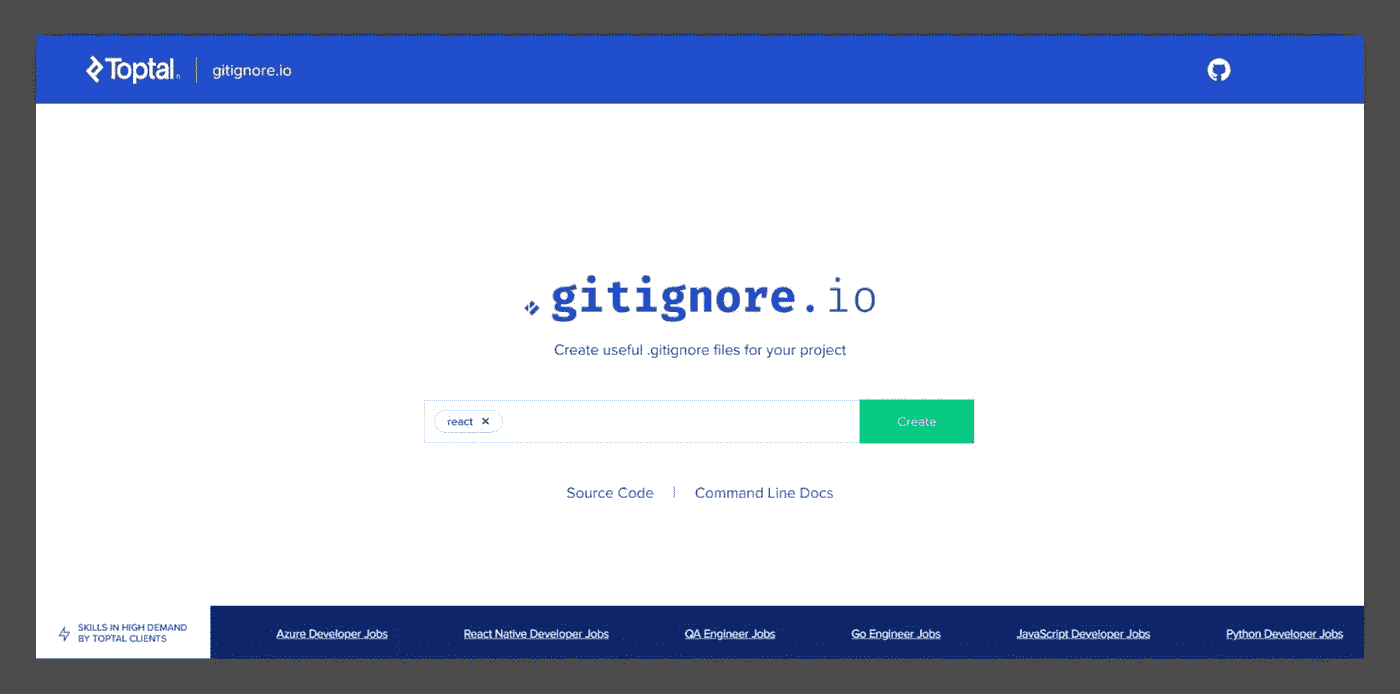 Toptal
gitignore.io
.gitignore.io
Create useful .gitignore files for your project
react ✕
Create
Source Code | Command Line Docs
SKILLS IN HIGH DEMAND
BY TOPTAL CLIENTS
Azure Developer Jobs
React Native Developer Jobs
QA Engineer Jobs
Go Engineer Jobs
JavaScript Developer Jobs
Python Developer Jobs